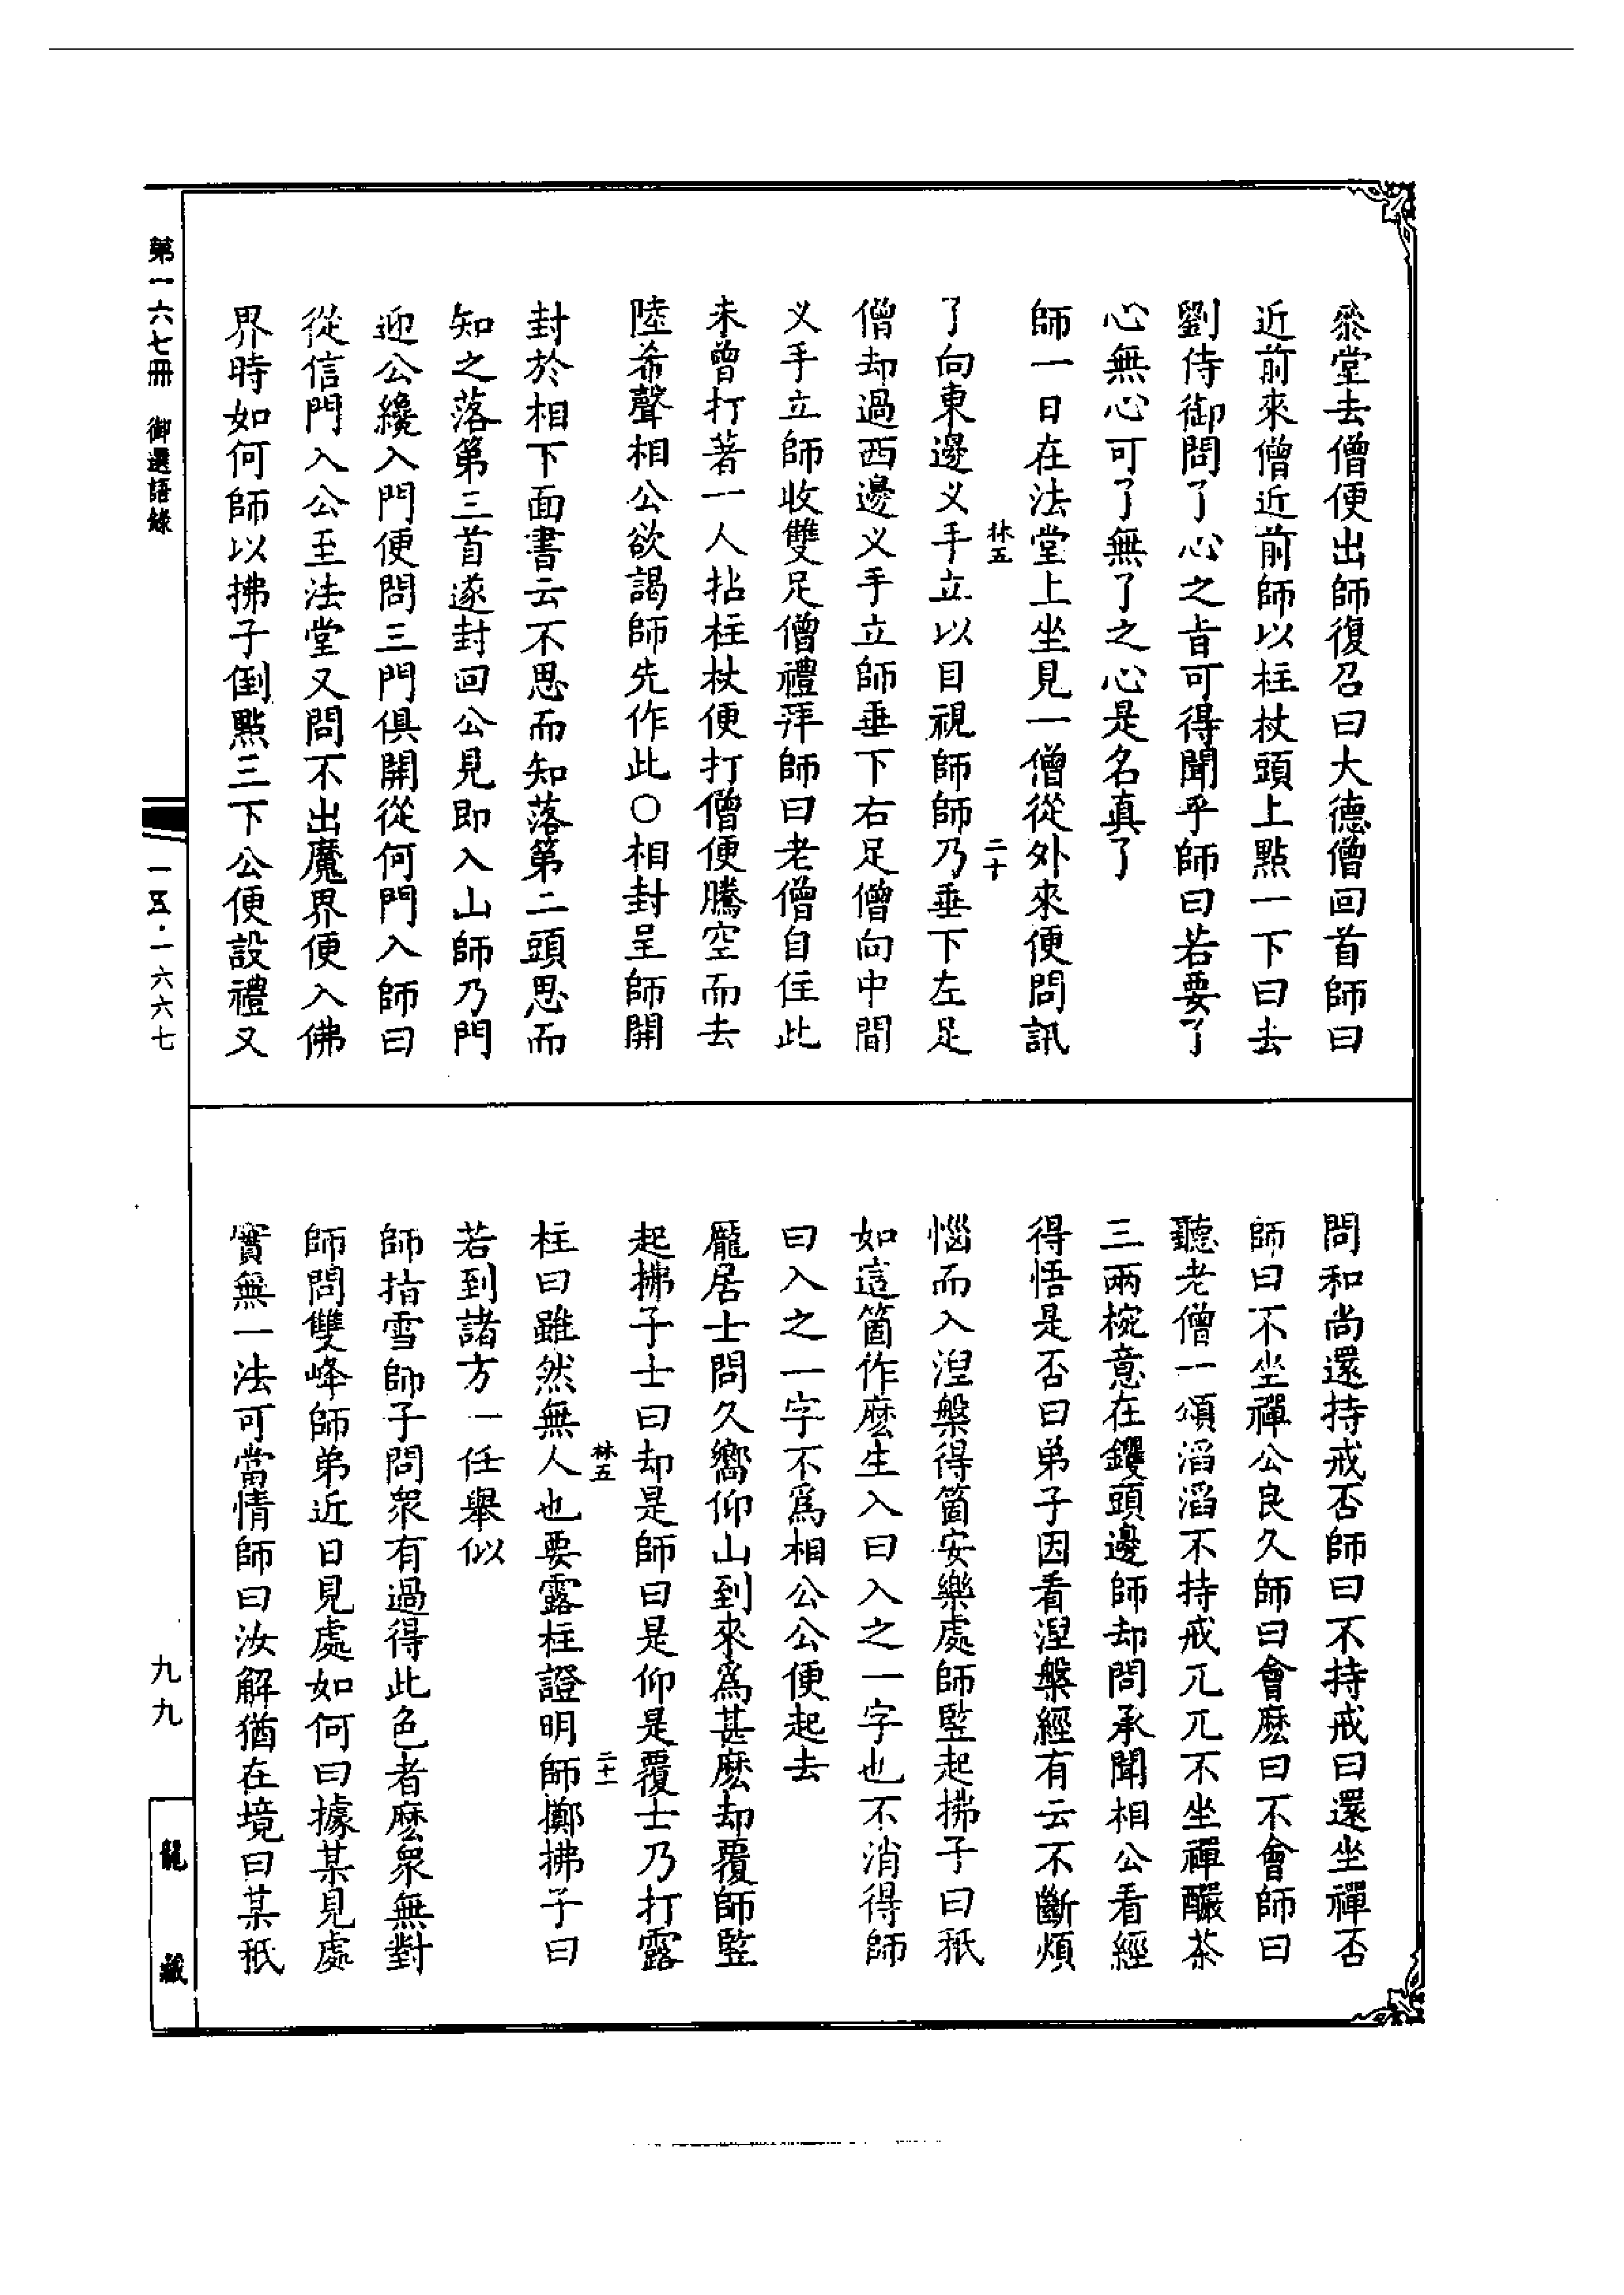 叅堂去僧便出師復召曰大德僧回首師曰
近前來僧近前師以柱杖頭上點一下曰去
劉侍御問了心之旨可得聞乎師曰若要了
心無心可了無了之心是名真了
師一日在法堂上坐見一僧從外來便問訊
林五 二十
了向東邊义手立以目視師師乃垂下左足
僧却過西邊义手立師垂下右足僧向中間
义手立師收雙足僧禮拜師曰老僧自住此
未曾打著一人拈柱杖便打僧便騰空而去
陸希聲相公欲謁師先作此○相封呈師開
封於相下面書云不思而知落第二頭思而
知之落第三首遂封回公見即入山師乃門
迎公纔入門便問三門俱開從何門入師曰
從信門入公至法堂又問不出魔界便入佛
界時如何師以拂子倒點三下公便設禮又
問和尚還持戒否師曰不持戒曰還坐禪否
師曰不坐禪公良久師曰會麽曰不會師曰
聽老僧一頌滔滔不持戒兀兀不坐禪釅茶
三兩椀意在钁頭邊師却問承聞相公看經
得悟是否曰弟子因看湼槃經有云不斷煩
惱而入湼槃得箇安樂處師竪起拂子曰秖
如這箇作麽生入曰入之一字也不消得師
曰入之一字不爲相公公便起去
龐居士問久嚮仰山到來爲甚麽却覆師竪
起拂子士曰却是師曰是仰是覆士乃打露
林五 二十一
柱曰雖然無人也要露柱證明師擲拂子曰
若到諸方一任舉似
師指雪師子問衆有過得此色者麽衆無對
師問雙峰師弟近日見處如何曰據某見處
實無一法可當情師曰汝解猶在境曰某秖
第一六七冊 御選語錄
一五·一六六七
九九
龍藏